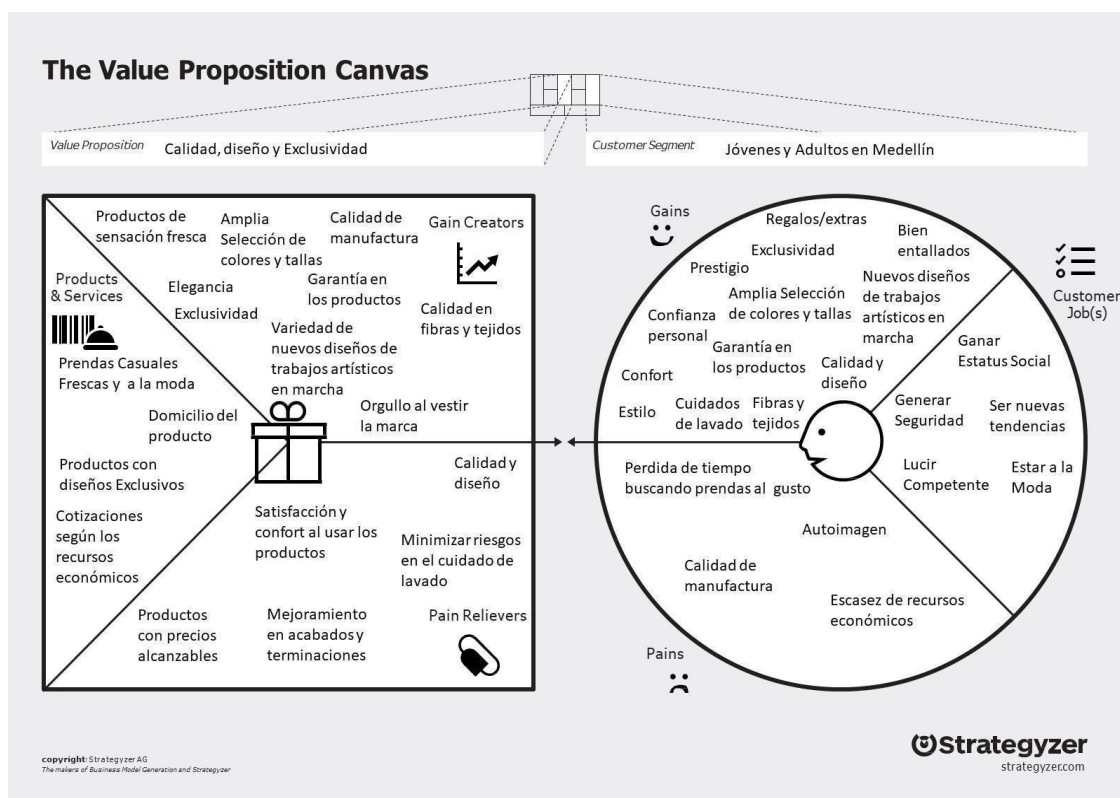 The Value Proposition Canvas
Value Proposition
Calidad, diseño y Exclusividad
Customer Segment
Jóvenes y Adultos en Medellín
Productos de
sensación fresca
Amplia
Selección de
colores y tallas
Calidad de
manufactura
Gain Creators
Elegancia
Exclusividad
Garantía en
los productos
Calidad en
fibras y tejidos
Variedad de
nuevos diseños de
trabajos artísticos
en marcha
Orgullo al vestir
la marca
Products
& Services
Prendas Casuales
Frescas y a la moda
Domicilio del
producto
Productos con
diseños Exclusivos
Cotizaciones
según los
recursos
económicos
Calidad y
diseño
Satisfacción y
confort al usar los
productos
Minimizar riesgos
en el cuidado de
lavado
Productos
con precios
alcanzables
Mejoramiento
en acabados y
terminaciones
Pain Relievers
Gains
Regalos/extras
Bien
entallados
Exclusividad
Prestigio
Nuevos diseños
de trabajos
artísticos en
marcha
Amplia Selección
de colores y tallas
Confianza
personal
Garantía en
los productos
Calidad y
diseño
Confort
Estilo
Cuidados
de lavado
Fibras y
tejidos
Customer
Job(s)
Ganar
Estatus Social
Generar
Seguridad
Ser nuevas
tendencias
Lucir
Competente
Estar a la
Moda
Perdida de tiempo
buscando prendas al gusto
Autoimagen
Calidad de
manufactura
Escasez de recursos
económicos
Pains
copyright: Strategyzer AG
The makers of Business Model Generation and Strategyzer
Strategyzer
strategyzer.com